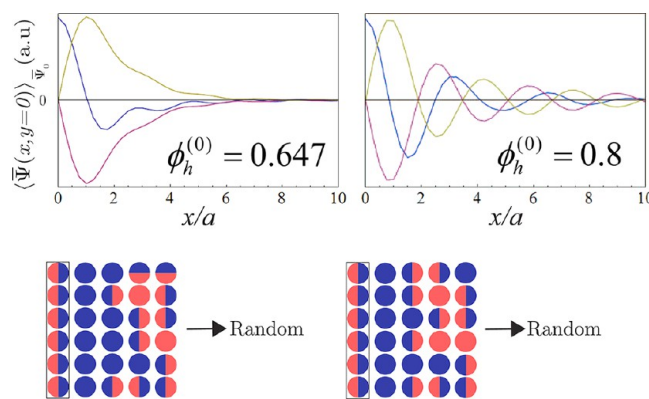 ⟨Ψ̅(x,y=0)⟩_Ψ̅₀ (a.u)
0
ϕ_h^(0) = 0.647
0 2 4 6 8 10
x/a
ϕ_h^(0) = 0.8
0 2 4 6 8 10
x/a
Random
Random